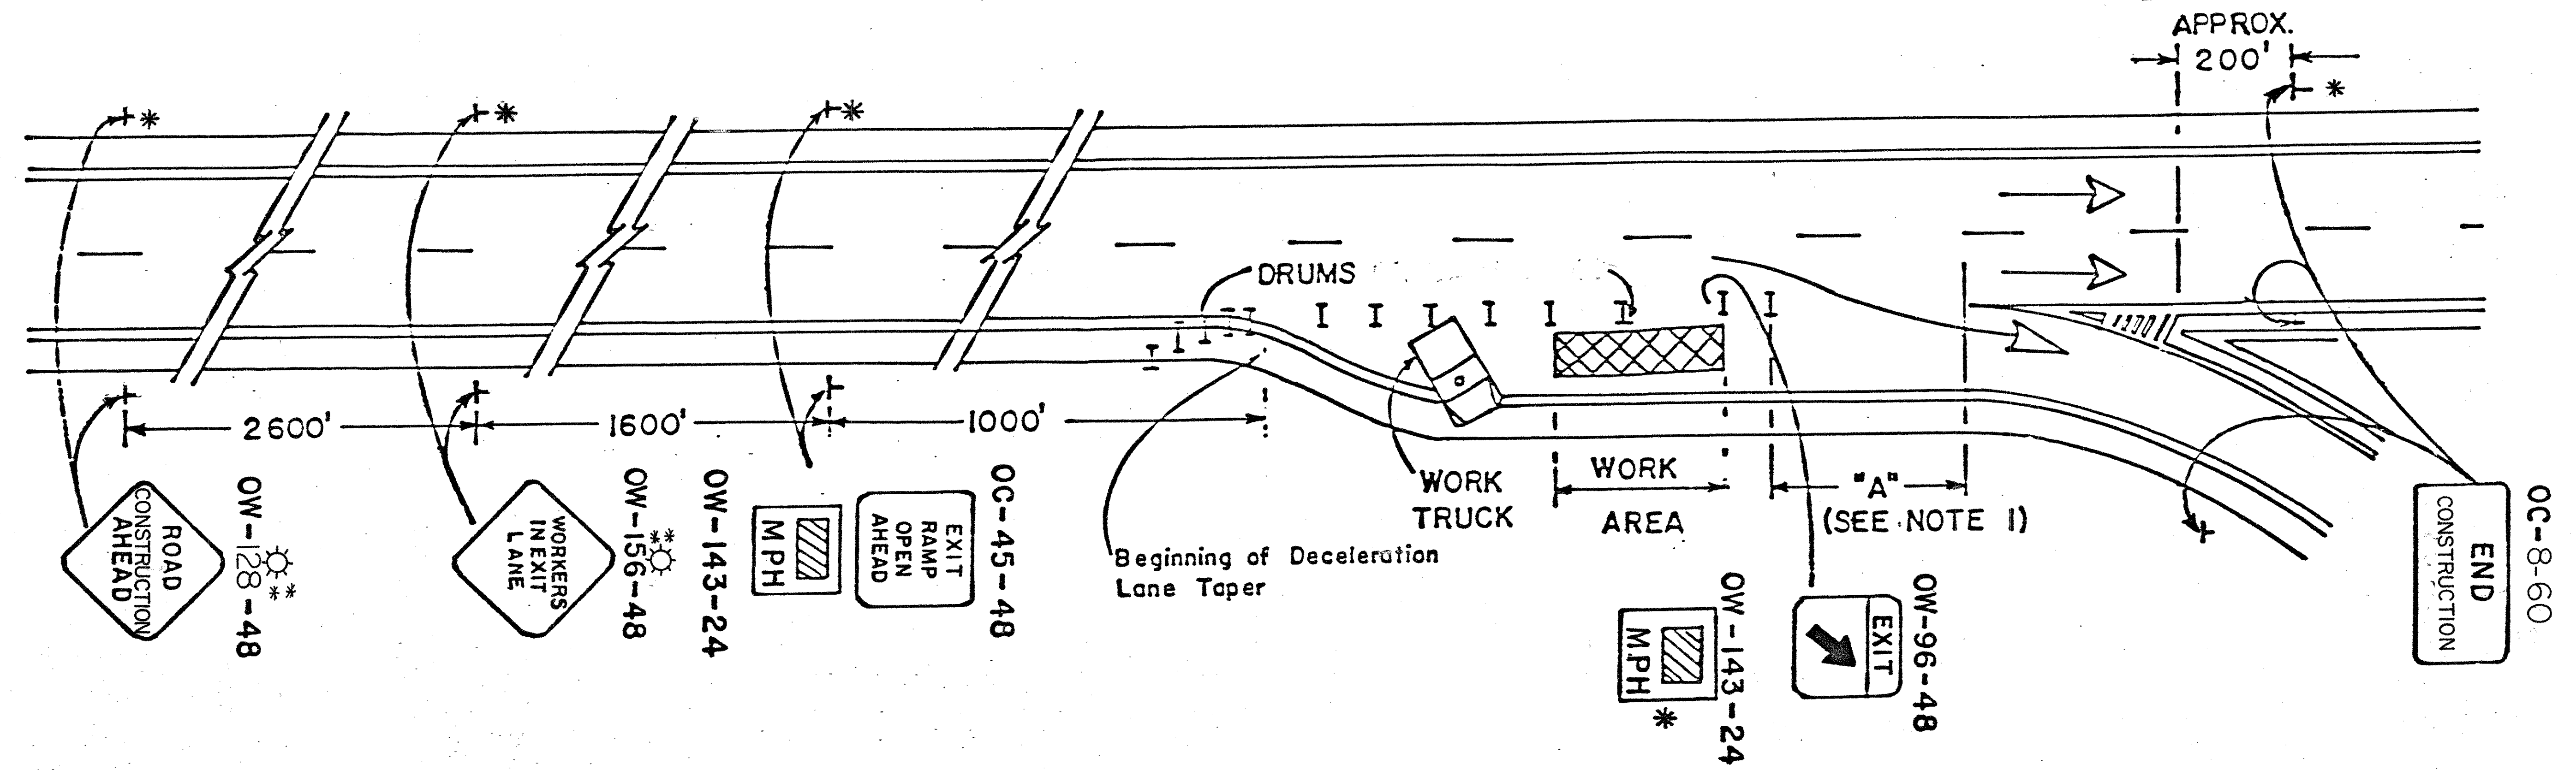 APPROX.
200'
*
*
*
*
DRUMS
2600'
1600'
1000'
WORK
TRUCK
WORK
AREA
"A"
(SEE NOTE 1)
Beginning of Deceleration
Lane Taper
ROAD
CONSTRUCTION
AHEAD
OW-128-48
**
WORKERS
IN EXIT
LANE
OW-156-48
**
OW-143-24
MPH
EXIT
RAMP
OPEN
AHEAD
OC-45-48
OW-143-24
MPH
*
EXIT
OW-96-48
END
CONSTRUCTION
OC-8-60